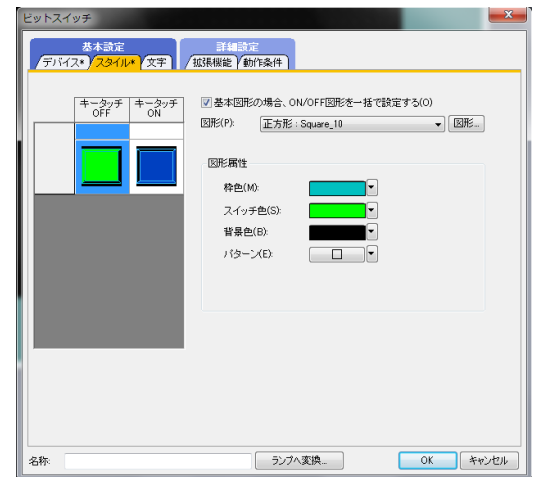 ビットスイッチ
基本設定 詳細設定
デバイス* スタイル* 文字 拡張機能 動作条件
キータッチ OFF キータッチ ON
基本図形の場合、ON/OFF図形を一括で設定する(O)
図形(P): 正方形 : Square_10 図形...
図形属性
枠色(M):
スイッチ色(S):
背景色(B):
パターン(E):
名称: ランプへ変換... OK キャンセル